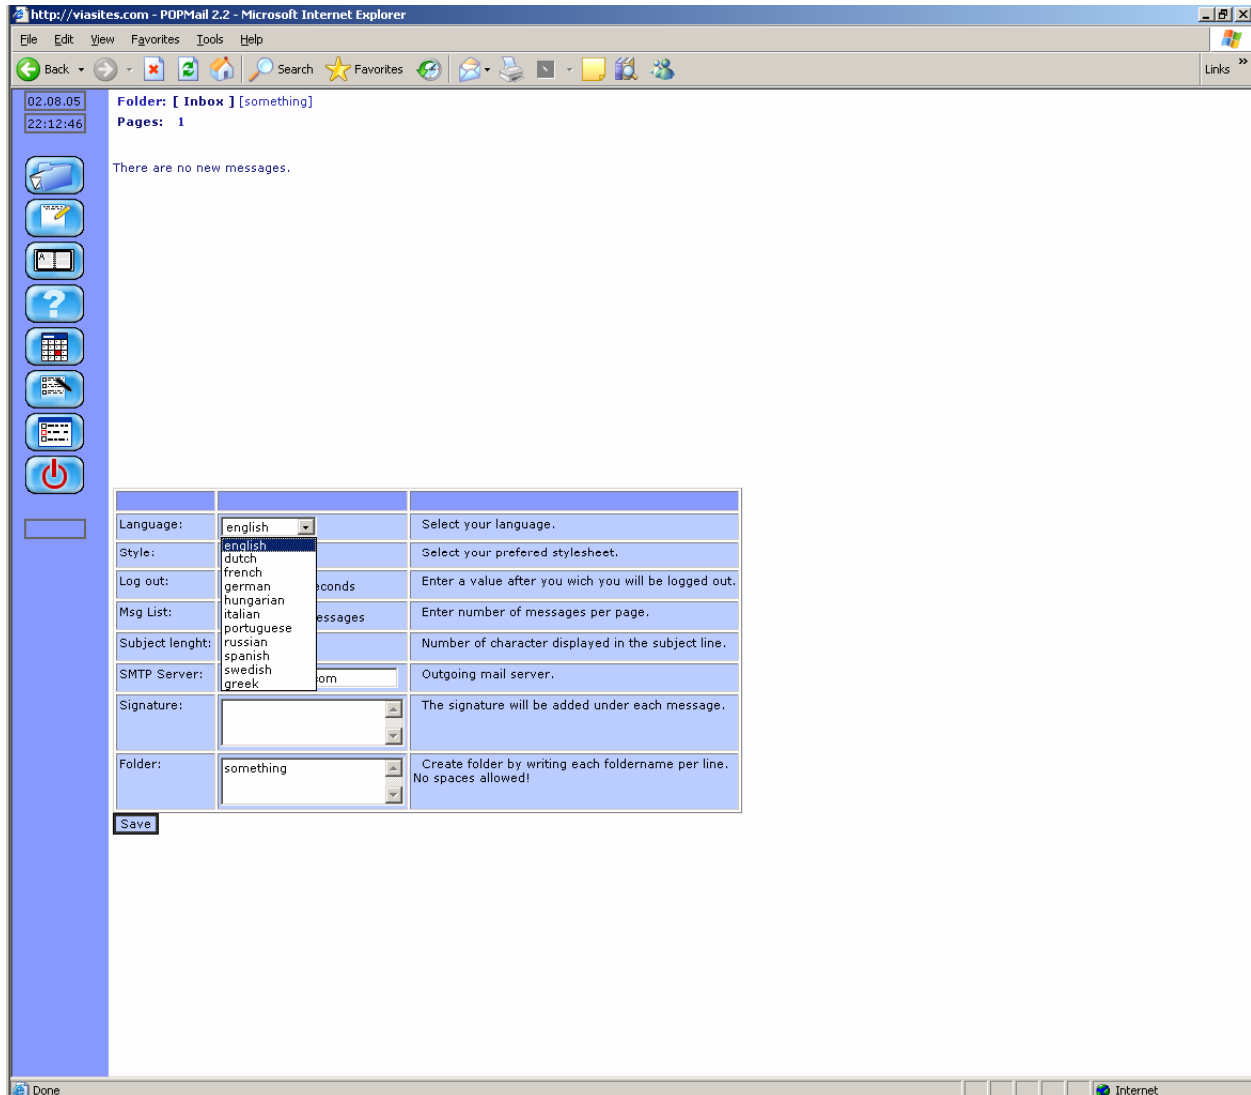 http://viasites.com - POPMail 2.2 - Microsoft Internet Explorer
File Edit View Favorites Tools Help
Back Search Favorites Links »
02.08.05
22:12:46
Folder: [ Inbox ] [something]
Pages: 1
There are no new messages.
Language: english Select your language.
english
dutch
french
german
hungarian
italian
portuguese
russian
spanish
swedish
greek
Style: Select your prefered stylesheet.
Log out: econds Enter a value after you wich you will be logged out.
Msg List: essages Enter number of messages per page.
Subject lenght: Number of character displayed in the subject line.
SMTP Server: om Outgoing mail server.
Signature: The signature will be added under each message.
Folder: something Create folder by writing each foldername per line.
No spaces allowed!
Save
Done Internet